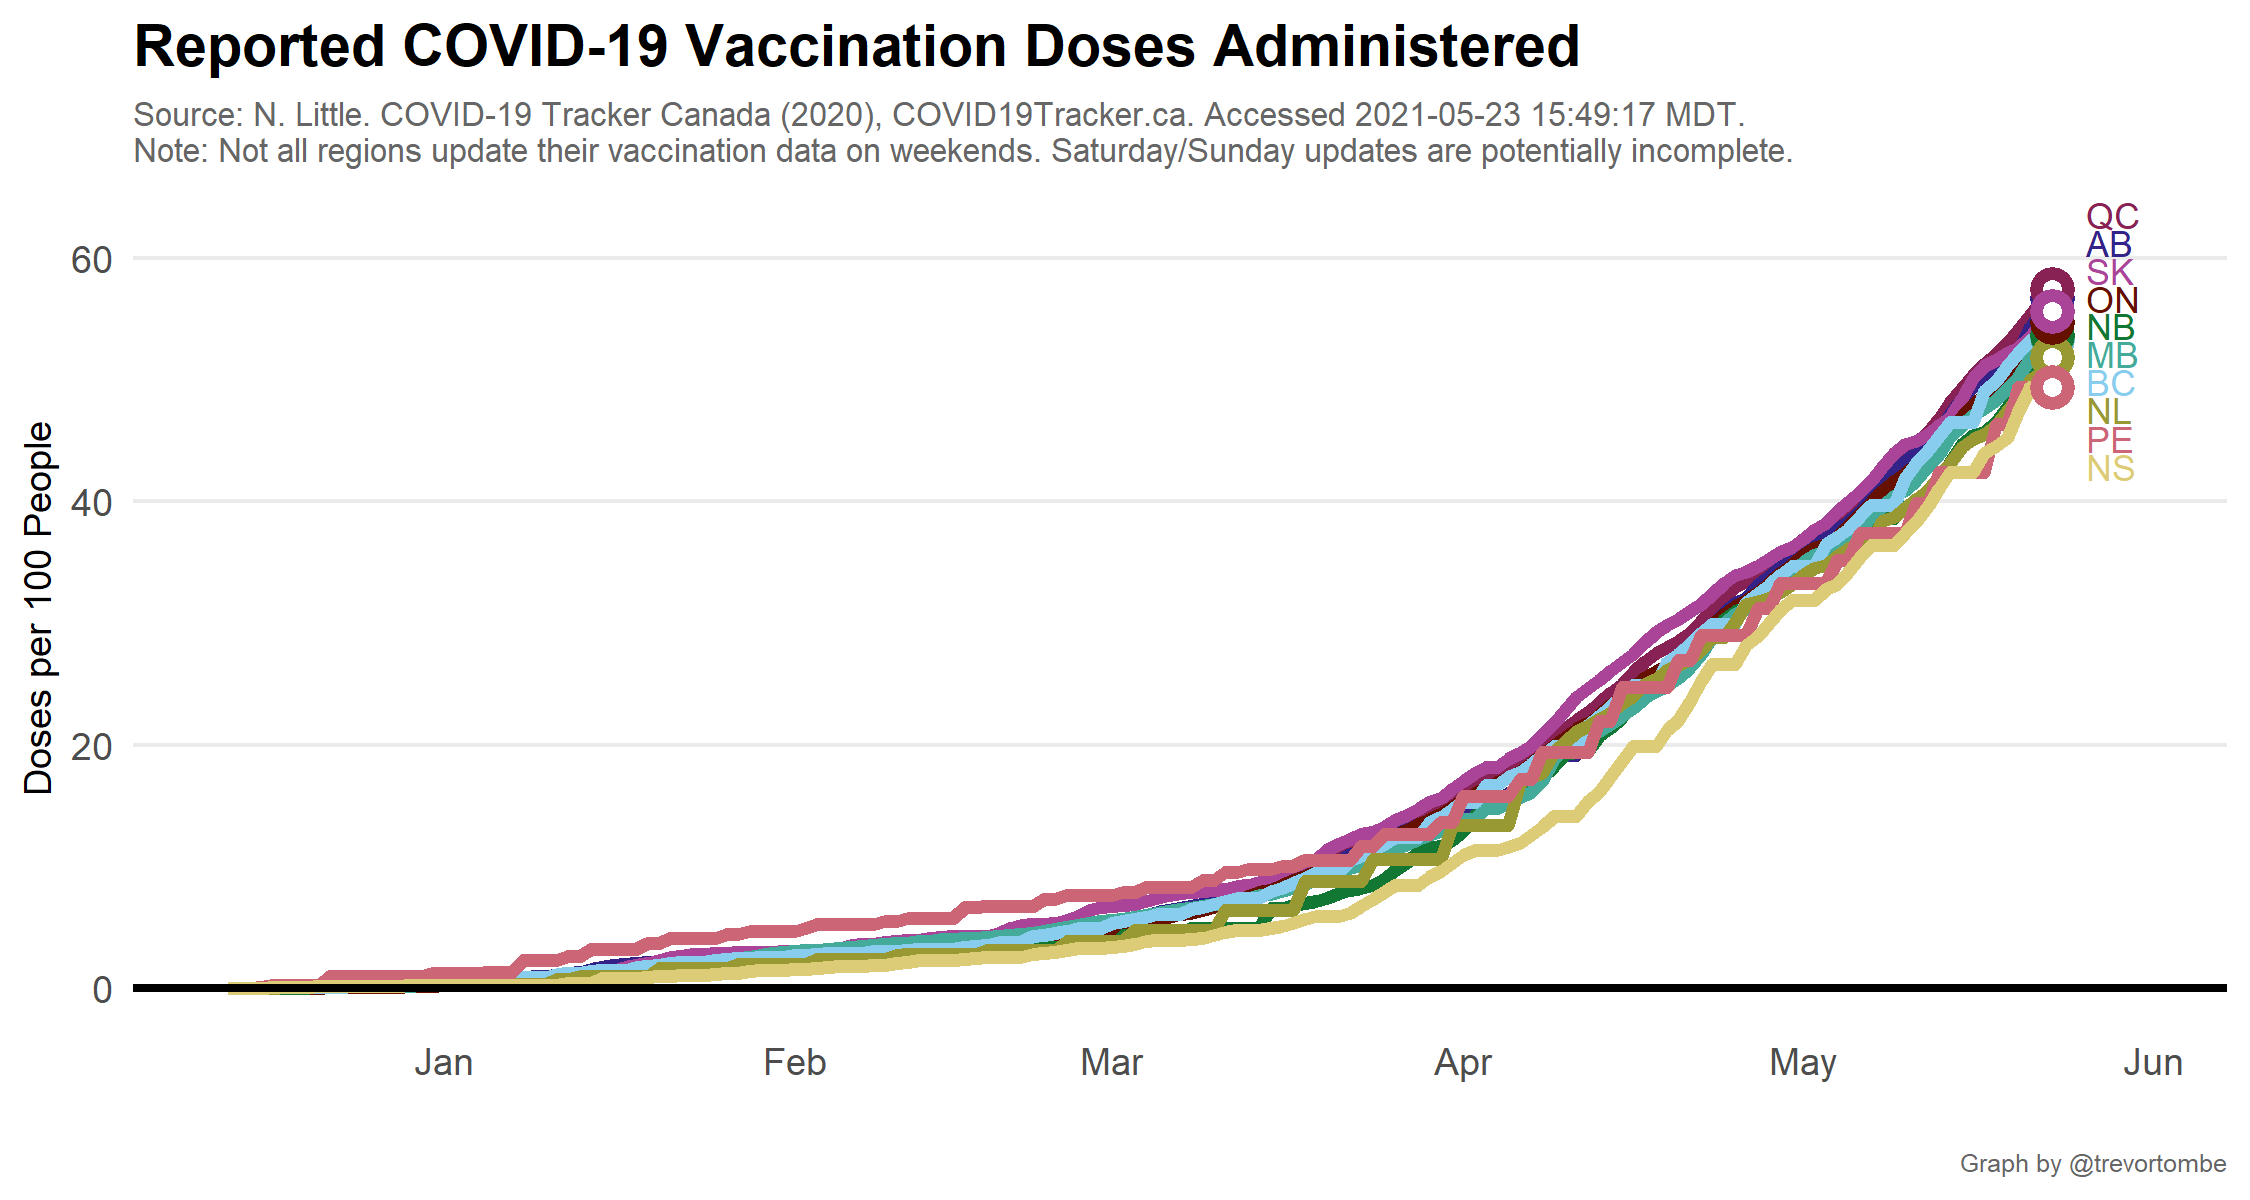 Reported COVID-19 Vaccination Doses Administered
Source: N. Little. COVID-19 Tracker Canada (2020), COVID19Tracker.ca. Accessed 2021-05-23 15:49:17 MDT.
Note: Not all regions update their vaccination data on weekends. Saturday/Sunday updates are potentially incomplete.
Doses per 100 People
60
40
20
0
QC
AB
SK
ON
NB
MB
BC
NL
PE
NS
Jan
Feb
Mar
Apr
May
Jun
Graph by @trevortombe